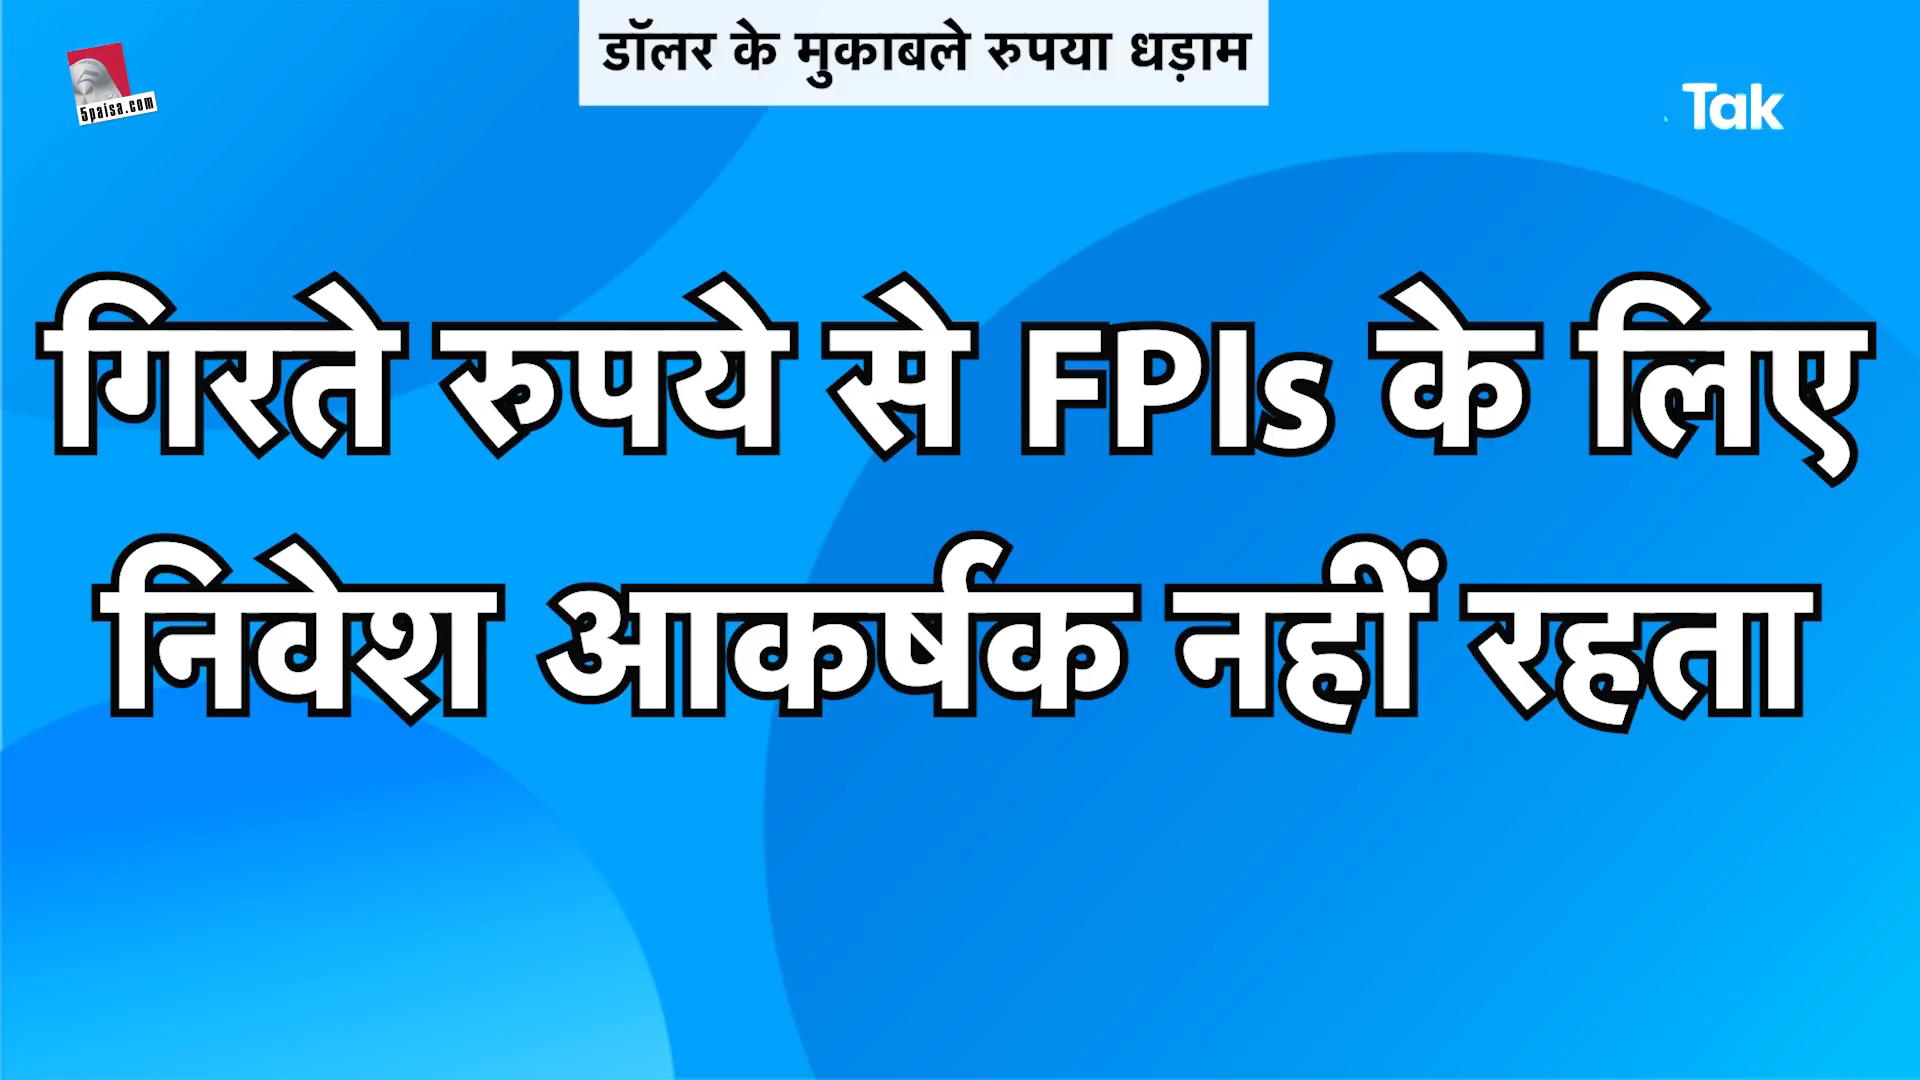 डॉलर के मुकाबले रुपया धड़ाम
5paisa.com
Tak
गिरते रुपये से FPIs के लिए
निवेश आकर्षक नहीं रहता